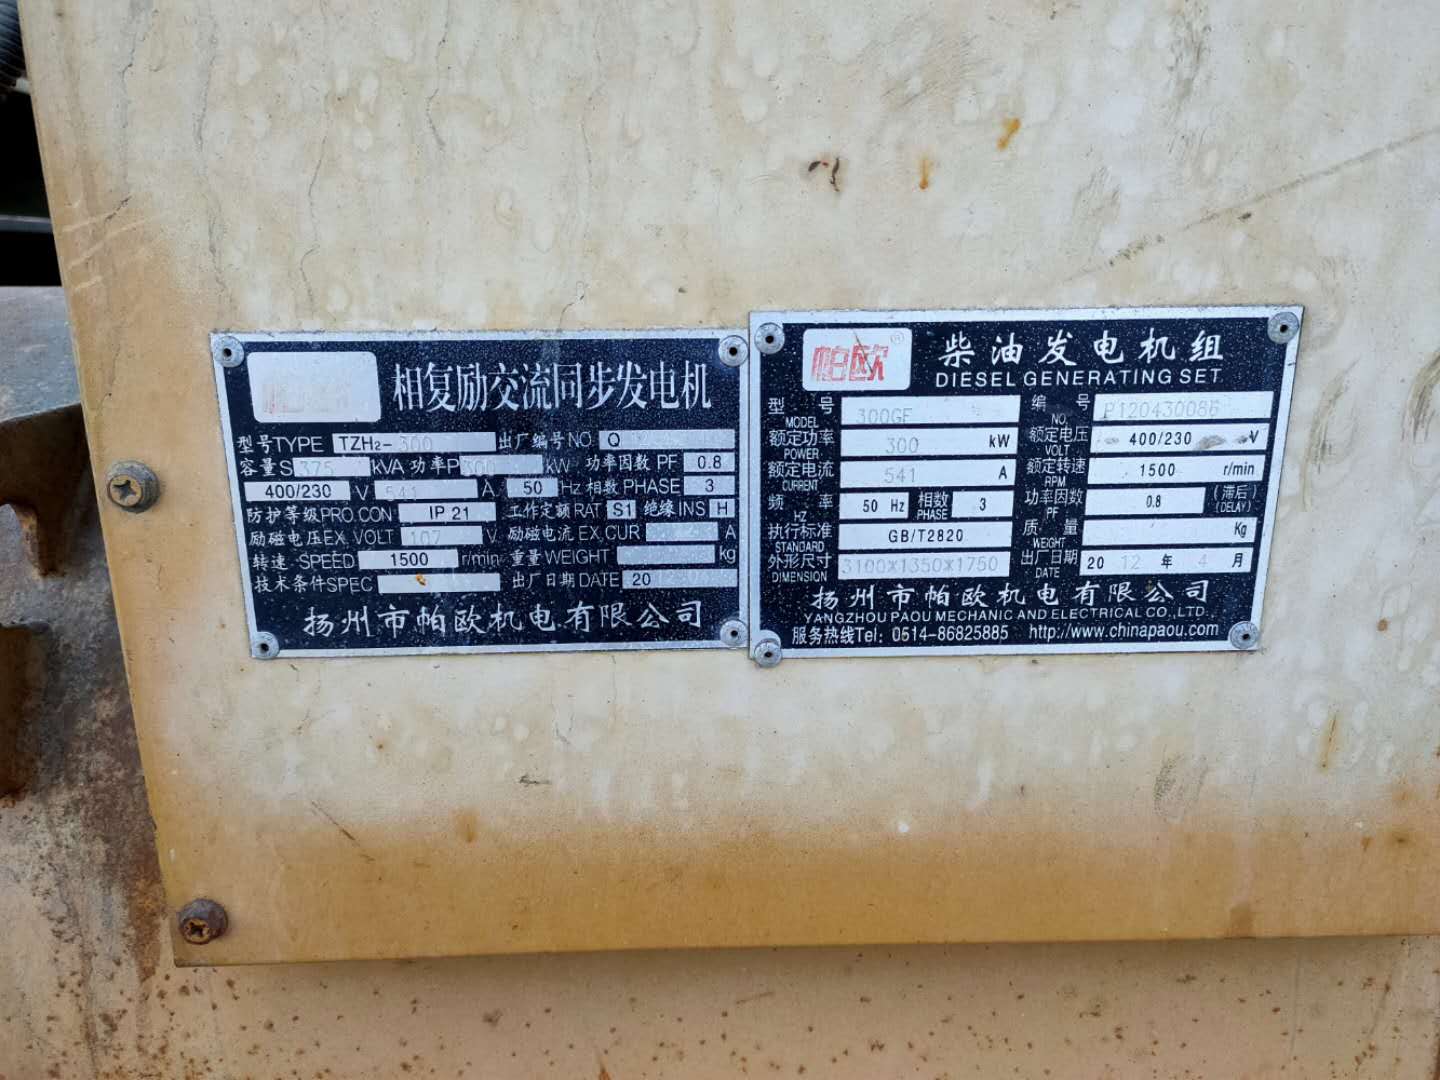 相复励交流同步发电机
型号TYPE TZH2-300 出厂编号NO. Q
容量S 375 KVA 功率P 300 kW 功率因数 PF 0.8
400/230 V 541 A 50 Hz 相数 PHASE 3
防护等级PRO.CON IP 21 工作定额 RAT S1 绝缘 INS H
励磁电压EX. VOLT 107 V 励磁电流 EX, CUR A
转速 SPEED 1500 r/min 重量 WEIGHT kg
技术条件SPEC 出厂日期 DATE 20
扬州市帕欧机电有限公司
帕欧®
柴油发电机组
DIESEL GENERATING SET
型号 MODEL 300GF 编号 NO. P120430086
额定功率 POWER 300 kW 额定电压 VOLT 400/230 V
额定电流 CURRENT 541 A 额定转速 RPM 1500 r/min
频率 HZ 50 Hz 相数 PHASE 3 功率因数 PF 0.8 (滞后) (DELAY)
执行标准 STANDARD GB/T2820 质量 WEIGHT Kg
外形尺寸 DIMENSION 3100×1350×1750 出厂日期 DATE 20 12 年 4 月
扬州市帕欧机电有限公司
YANGZHOU PAOU MECHANIC AND ELECTRICAL CO., LTD.
服务热线Tel: 0514-86825885 http://www.chinapaou.com